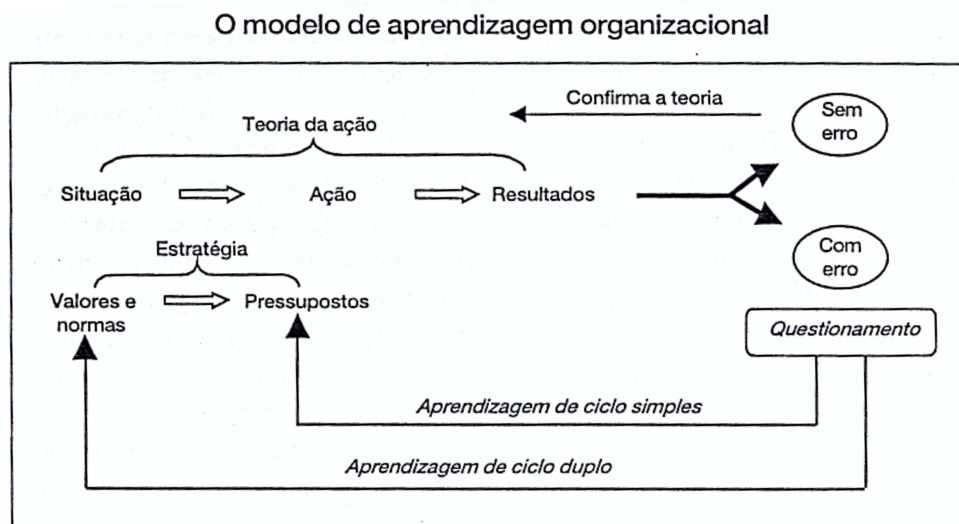 O modelo de aprendizagem organizacional
Confirma a teoria
Sem
erro
Teoria da ação
Situação
Ação
Resultados
Com
erro
Estratégia
Valores e
normas
Pressupostos
Questionamento
Aprendizagem de ciclo simples
Aprendizagem de ciclo duplo